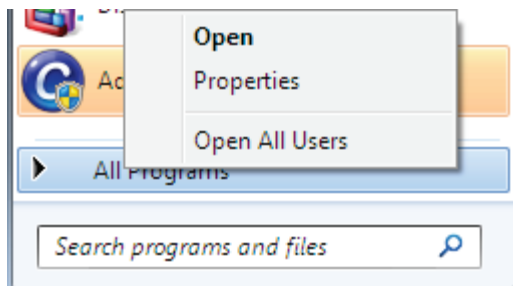 Open
Properties
Open All Users
All Programs
Search programs and files